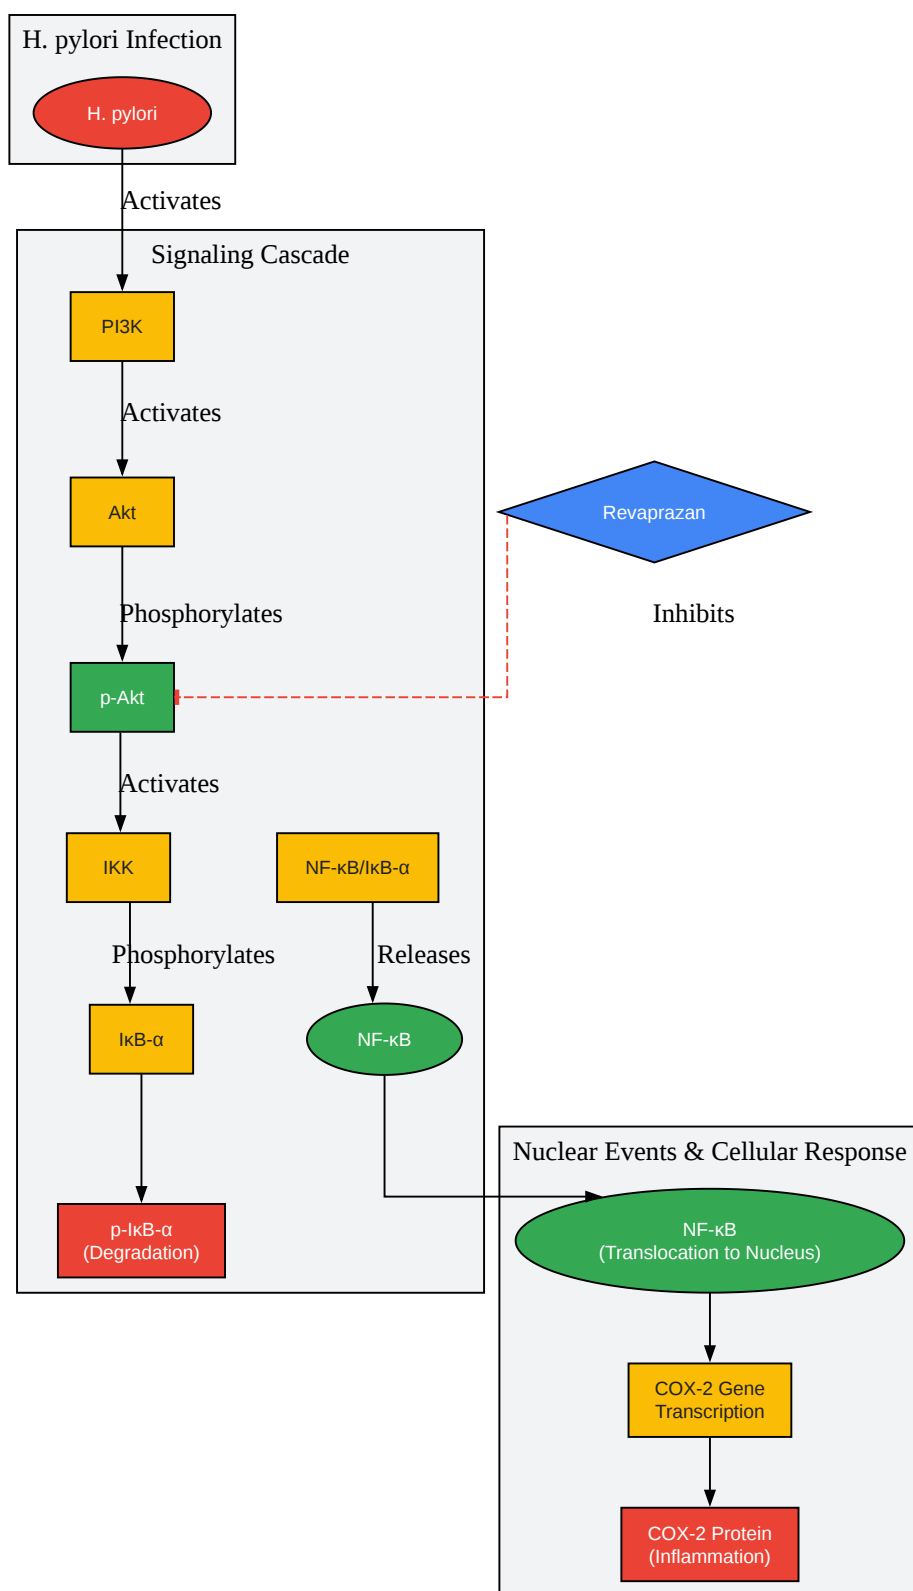 H. pylori Infection
H. pylori
Activates
Signaling Cascade
PI3K
Activates
Akt
Revaprazan
Phosphorylates
Inhibits
p-Akt
Activates
IKK
NF-κB/IκB-α
Phosphorylates
Releases
IκB-α
NF-κB
Nuclear Events & Cellular Response
p-IκB-α
(Degradation)
NF-κB
(Translocation to Nucleus)
COX-2 Gene
Transcription
COX-2 Protein
(Inflammation)